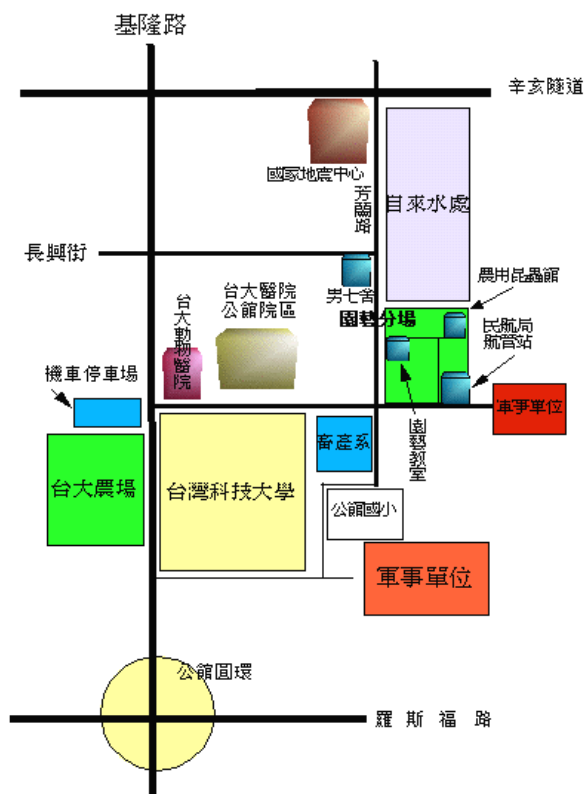 基隆路
辛亥隧道
國家地震中心
芳蘭路
自來水處
長興街
男七舍
農用昆蟲館
園藝分場
台大動物醫院
台大醫院
公館院區
民航局
航管站
機車停車場
軍事單位
畜產系
園藝教室
台大農場
台灣科技大學
公館國小
軍事單位
公館圓環
羅斯福路